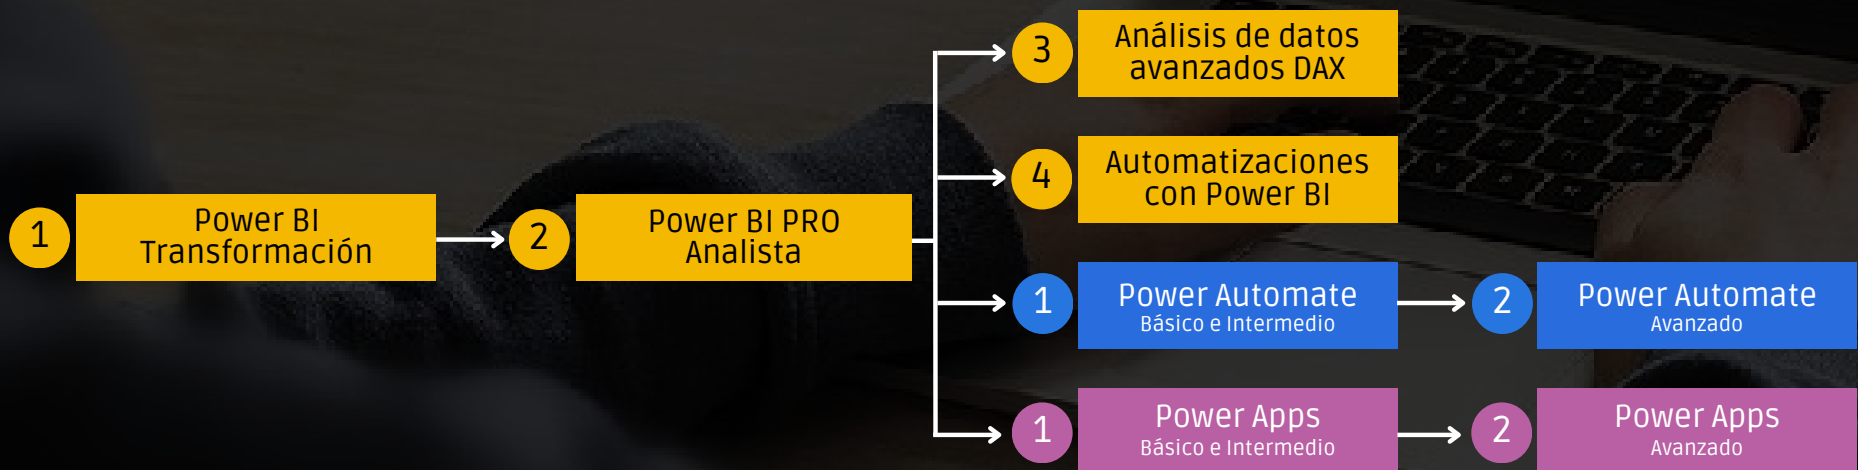 1
Power BI
Transformación
2
Power BI PRO
Analista
3
Análisis de datos
avanzados DAX
4
Automatizaciones
con Power BI
1
Power Automate
Básico e Intermedio
2
Power Automate
Avanzado
1
Power Apps
Básico e Intermedio
2
Power Apps
Avanzado